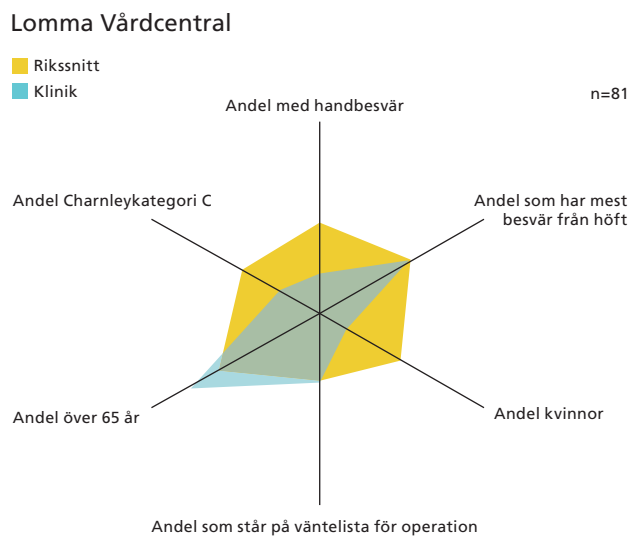 Lomma Vårdcentral
Rikssnitt
Klinik
n=81
Andel med handbesvär
Andel Charnleykategori C
Andel som har mest
besvär från höft
Andel över 65 år
Andel kvinnor
Andel som står på väntelista för operation